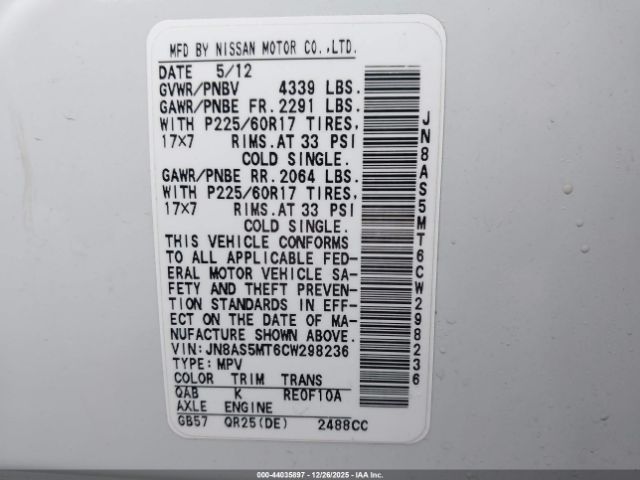 MFD BY NISSAN MOTOR CO.,LTD.
DATE 5/12
GVWR/PNBV 4339 LBS.
GAWR/PNBE FR. 2291 LBS.
WITH P225/60R17 TIRES,
17x7 RIMS.AT 33 PSI
COLD SINGLE.
GAWR/PNBE RR. 2064 LBS.
WITH P225/60R17 TIRES,
17x7 RIMS.AT 33 PSI
COLD SINGLE.
THIS VEHICLE CONFORMS
TO ALL APPLICABLE FED-
ERAL MOTOR VEHICLE SA-
FETY AND THEFT PREVEN-
TION STANDARDS IN EFF-
ECT ON THE DATE OF MA-
NUFACTURE SHOWN ABOVE.
VIN:JN8AS5MT6CW298236
TYPE:MPV
COLOR TRIM TRANS
QAB K RE0F10A
AXLE ENGINE
GB57 QR25(DE) 2488CC
JN8AS5MT6CW298236
000-44035897 - 12/26/2025 - IAAI.COM